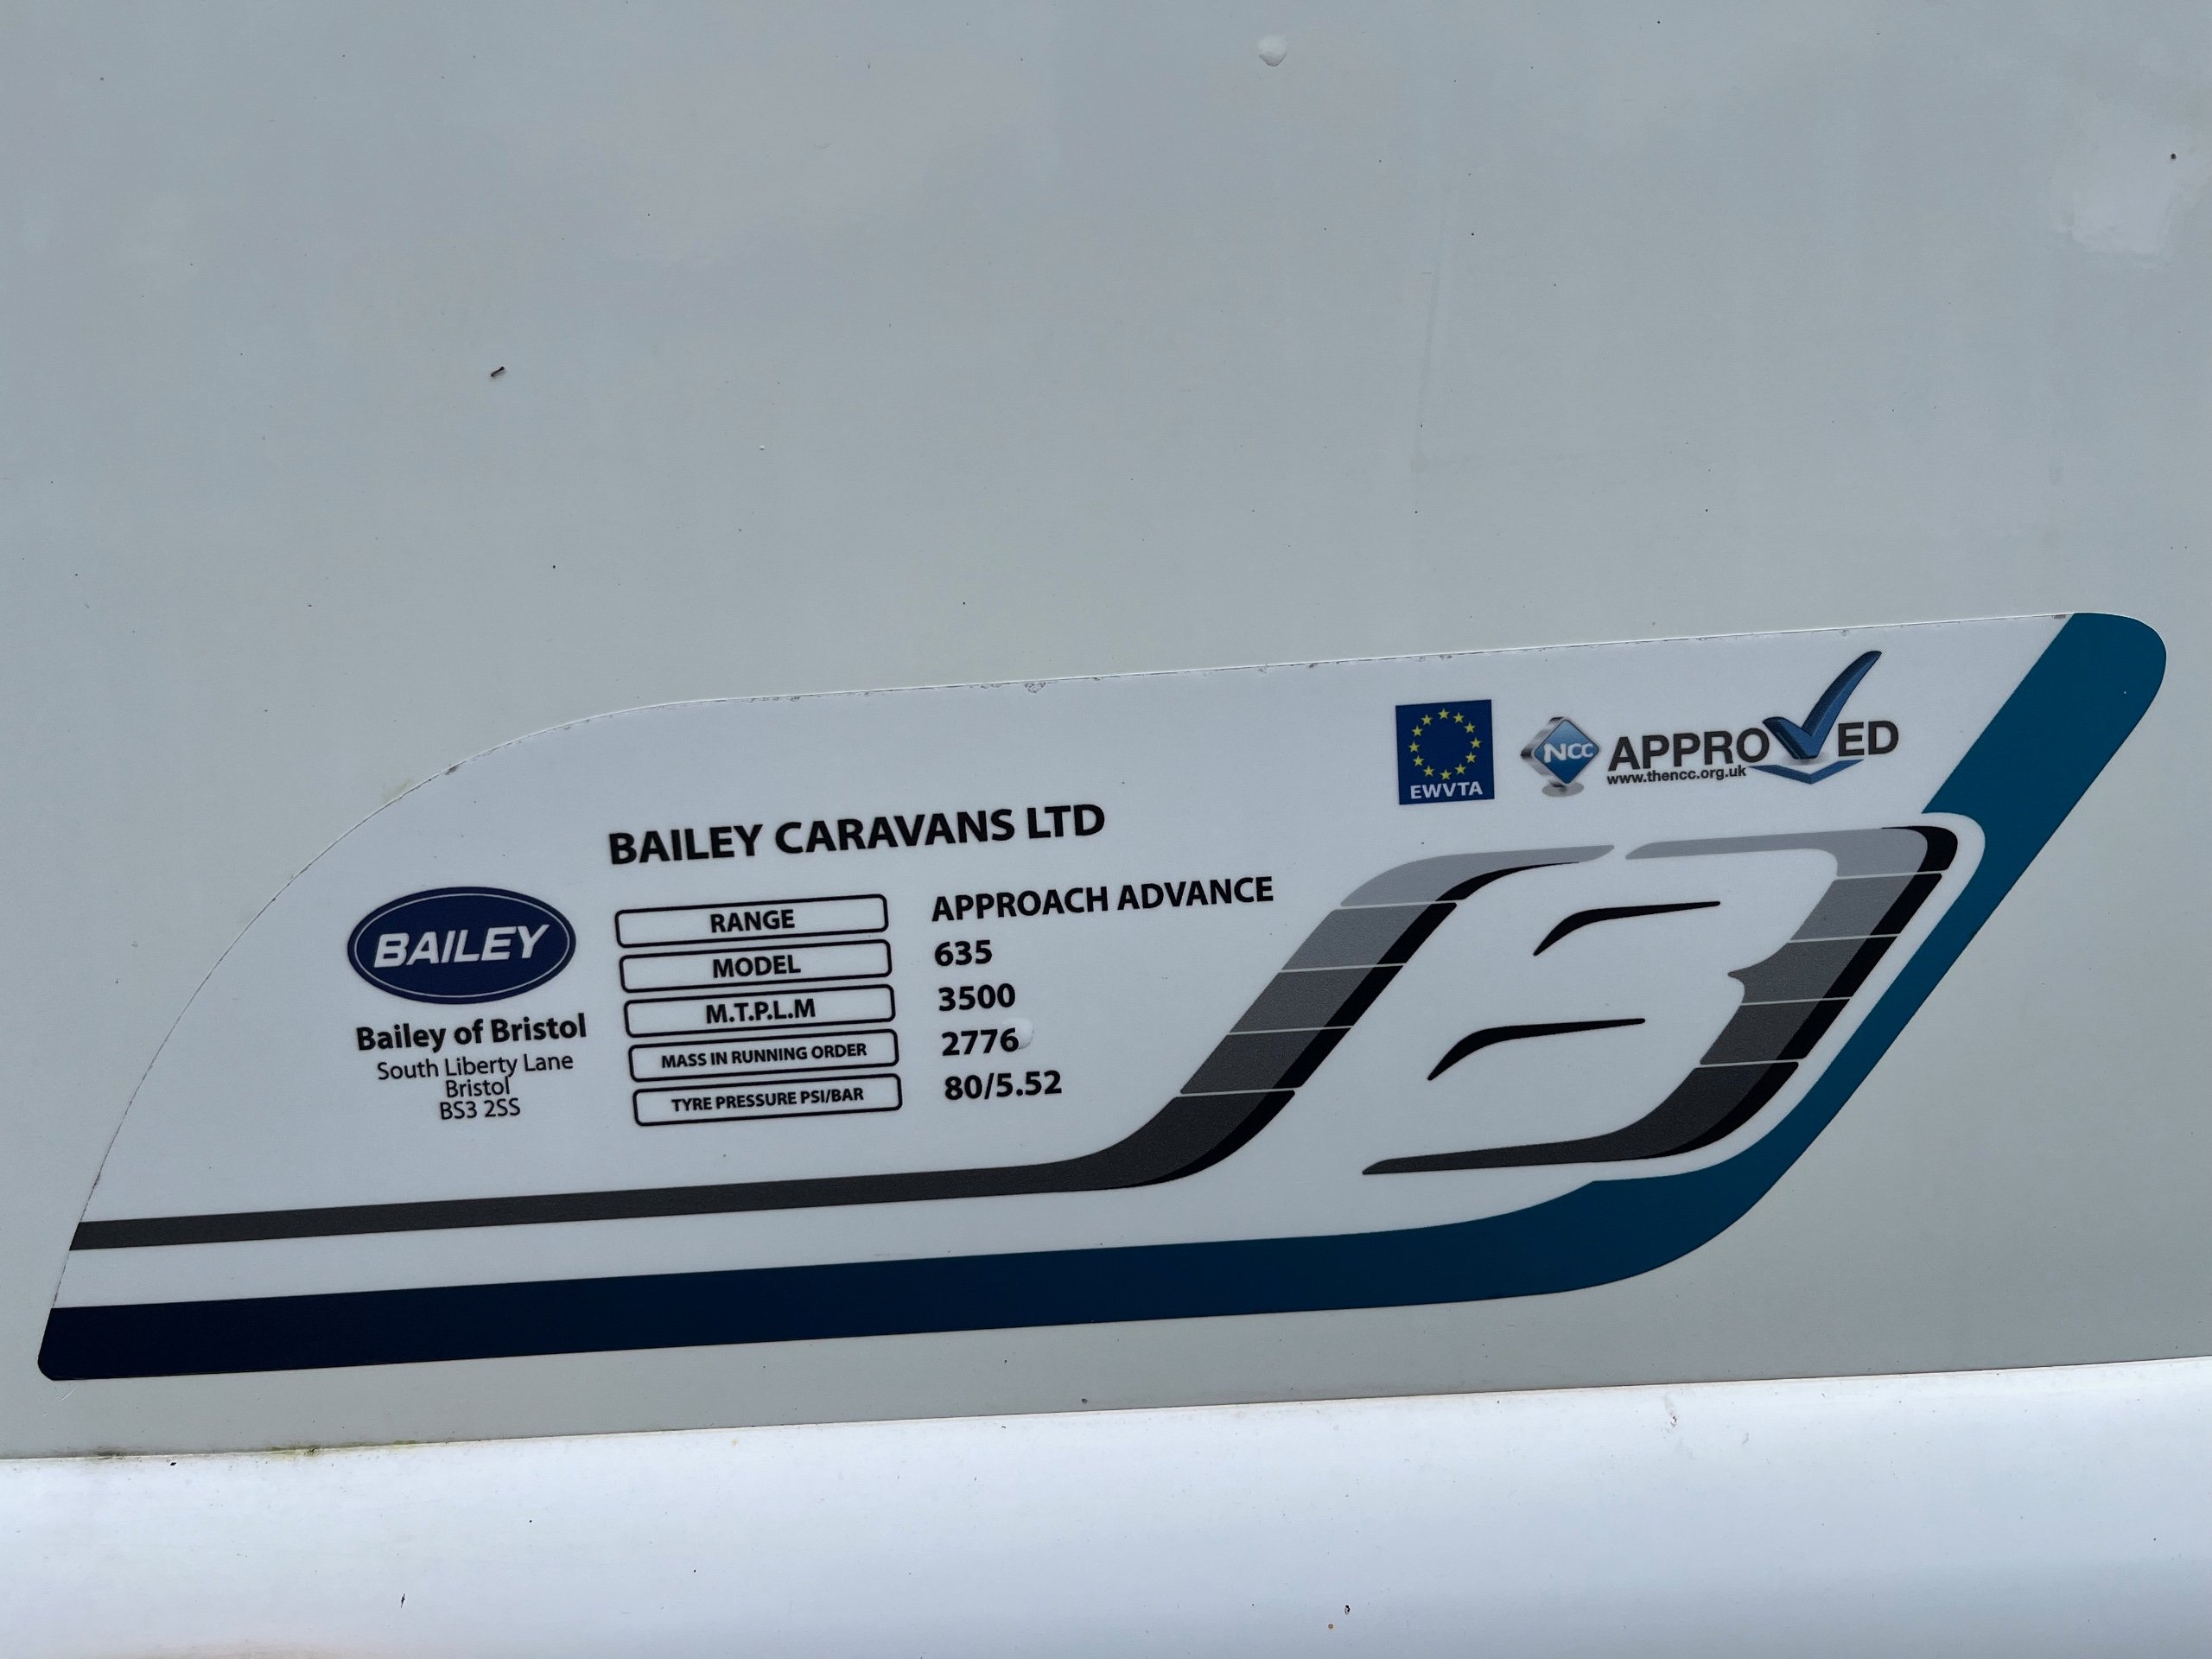 EWVTA
NCC APPROVED
www.thencc.org.uk
BAILEY CARAVANS LTD
BAILEY
Bailey of Bristol
South Liberty Lane
Bristol
BS3 2SS
RANGE APPROACH ADVANCE
MODEL 635
M.T.P.L.M 3500
MASS IN RUNNING ORDER 2776
TYRE PRESSURE PSI/BAR 80/5.52